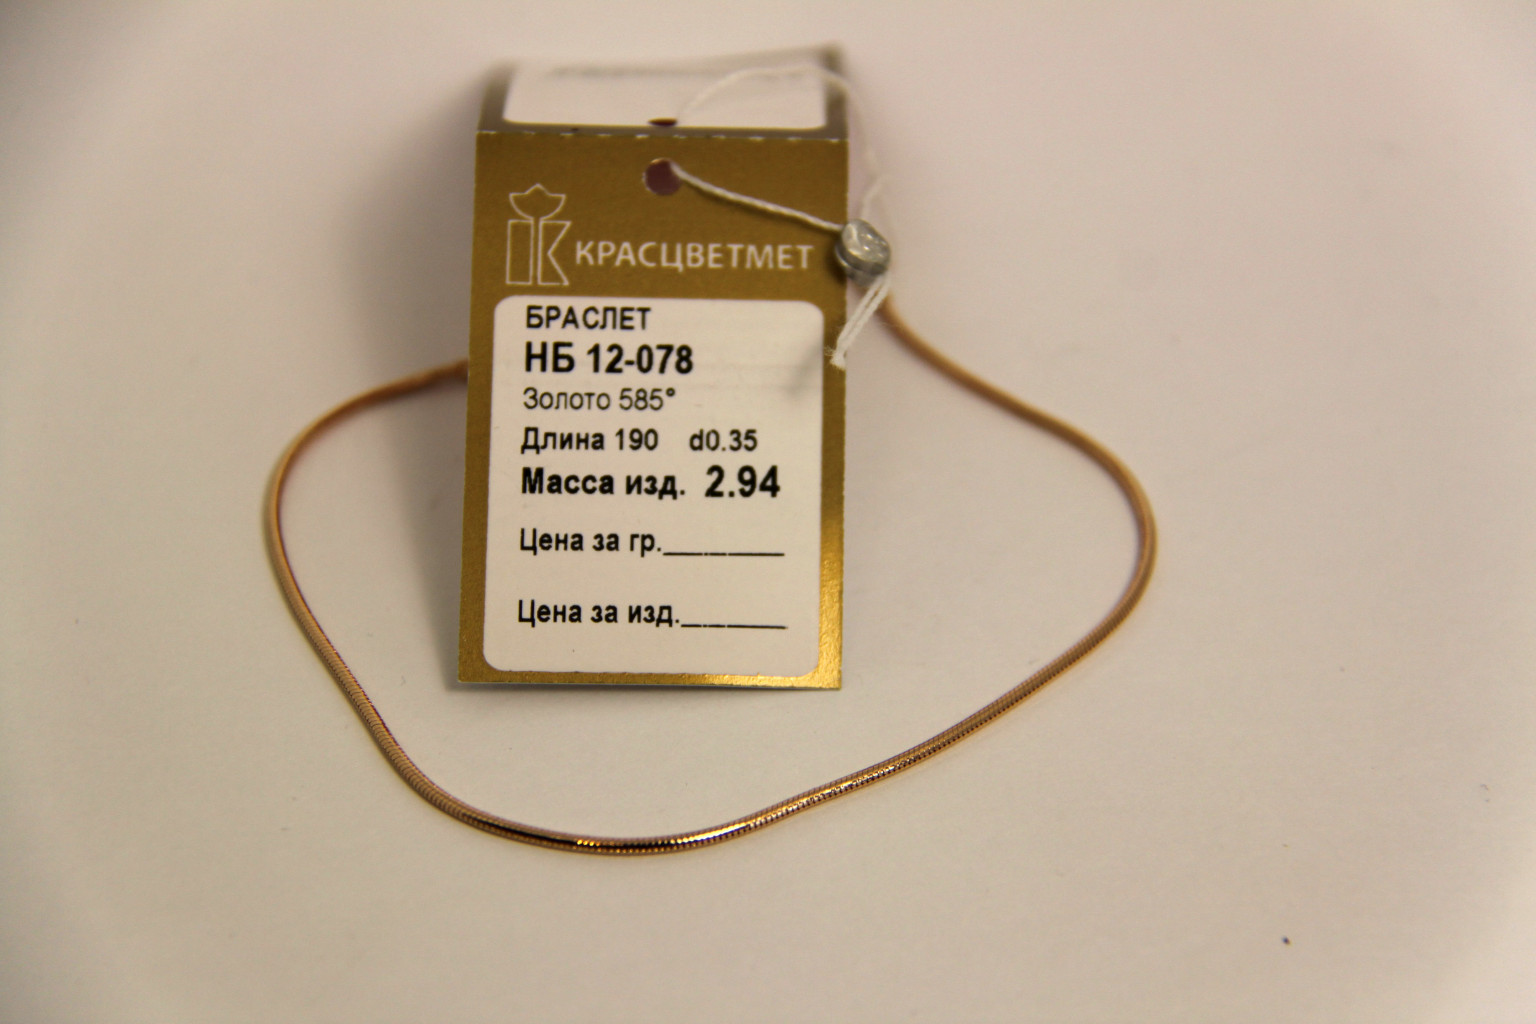 КРАСЦВЕТМЕТ
БРАСЛЕТ
НБ 12-078
Золото 585°
Длина 190 d0.35
Масса изд. 2.94
Цена за гр.________
Цена за изд._______